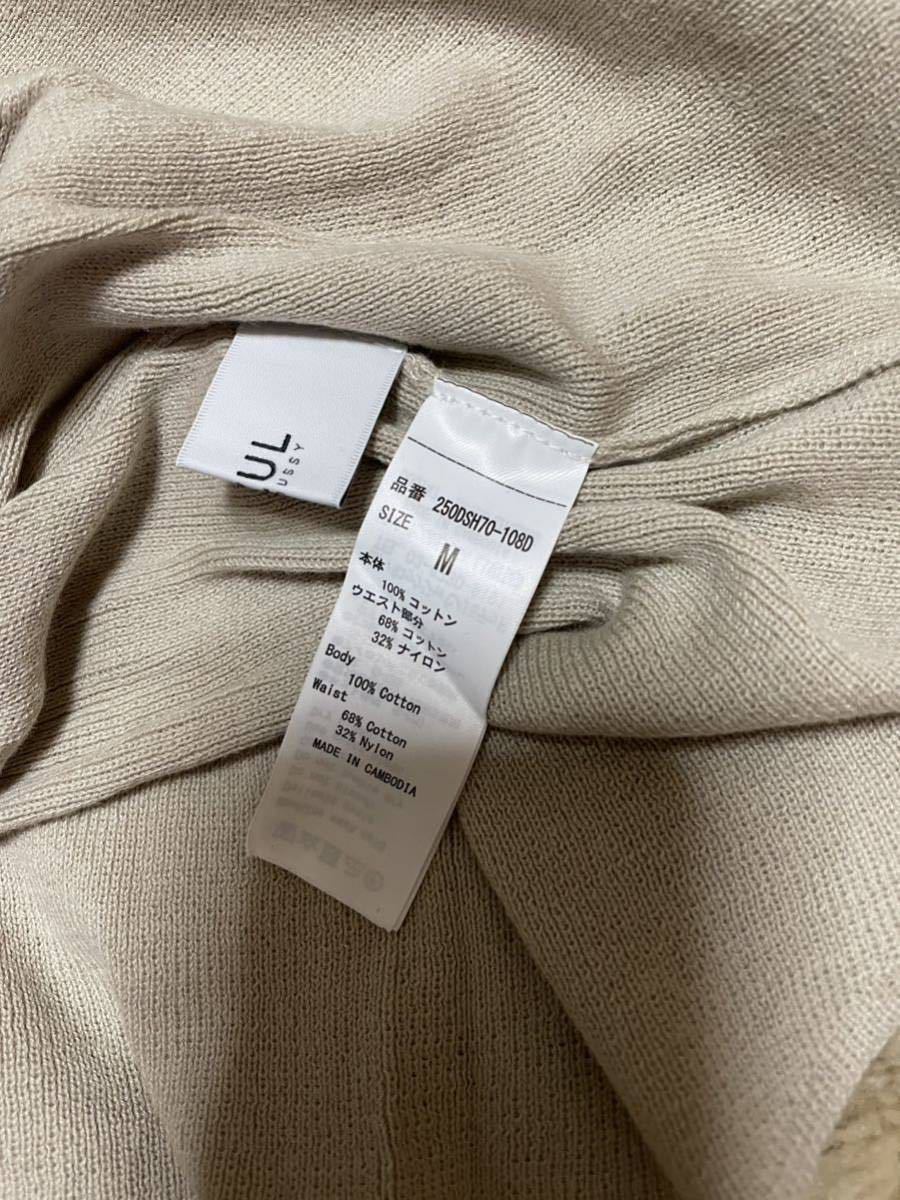 UL
USSY
品番 250DSH70-108D
SIZE
M
本体
100% コットン
ウエスト部分
68% コットン
32% ナイロン
Body
100% Cotton
Waist
68% Cotton
32% Nylon
MADE IN CAMBODIA